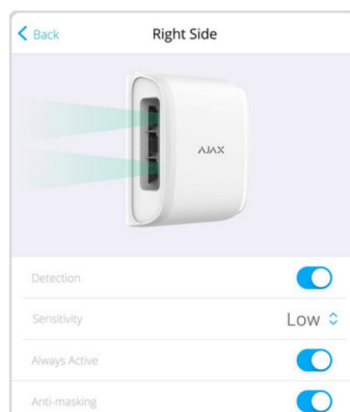 Back
Right Side
AJAX
Detection
Sensitivity Low
Always Active
Anti-masking